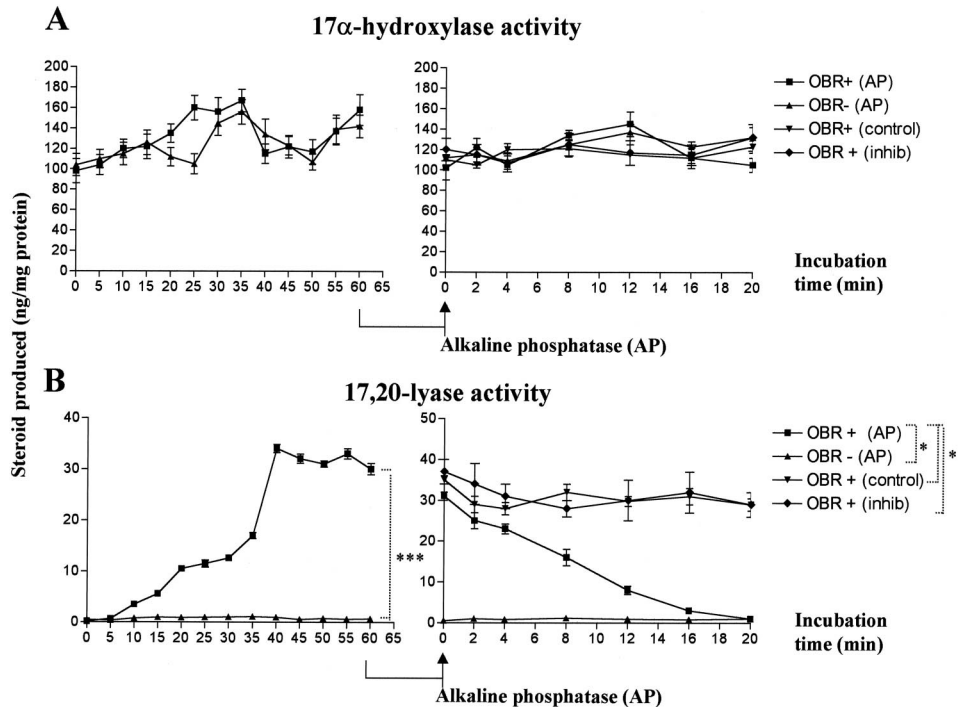 A
17α-hydroxylase activity
200
180
160
140
120
100
80
60
40
20
0
0 5 10 15 20 25 30 35 40 45 50 55 60 65
200
180
160
140
120
100
80
60
40
20
0
0 2 4 6 8 10 12 14 16 18 20
OBR+ (AP)
OBR- (AP)
OBR+ (control)
OBR + (inhib)
Incubation
time (min)
Alkaline phosphatase (AP)
Steroid produced (ng/mg protein)
B
17,20-lyase activity
40
30
20
10
0
0 5 10 15 20 25 30 35 40 45 50 55 60 65
***
50
40
30
20
10
0
0 2 4 6 8 10 12 14 16 18 20
OBR + (AP)
OBR - (AP)
OBR + (control)
OBR + (inhib)
*
*
Incubation
time (min)
Alkaline phosphatase (AP)